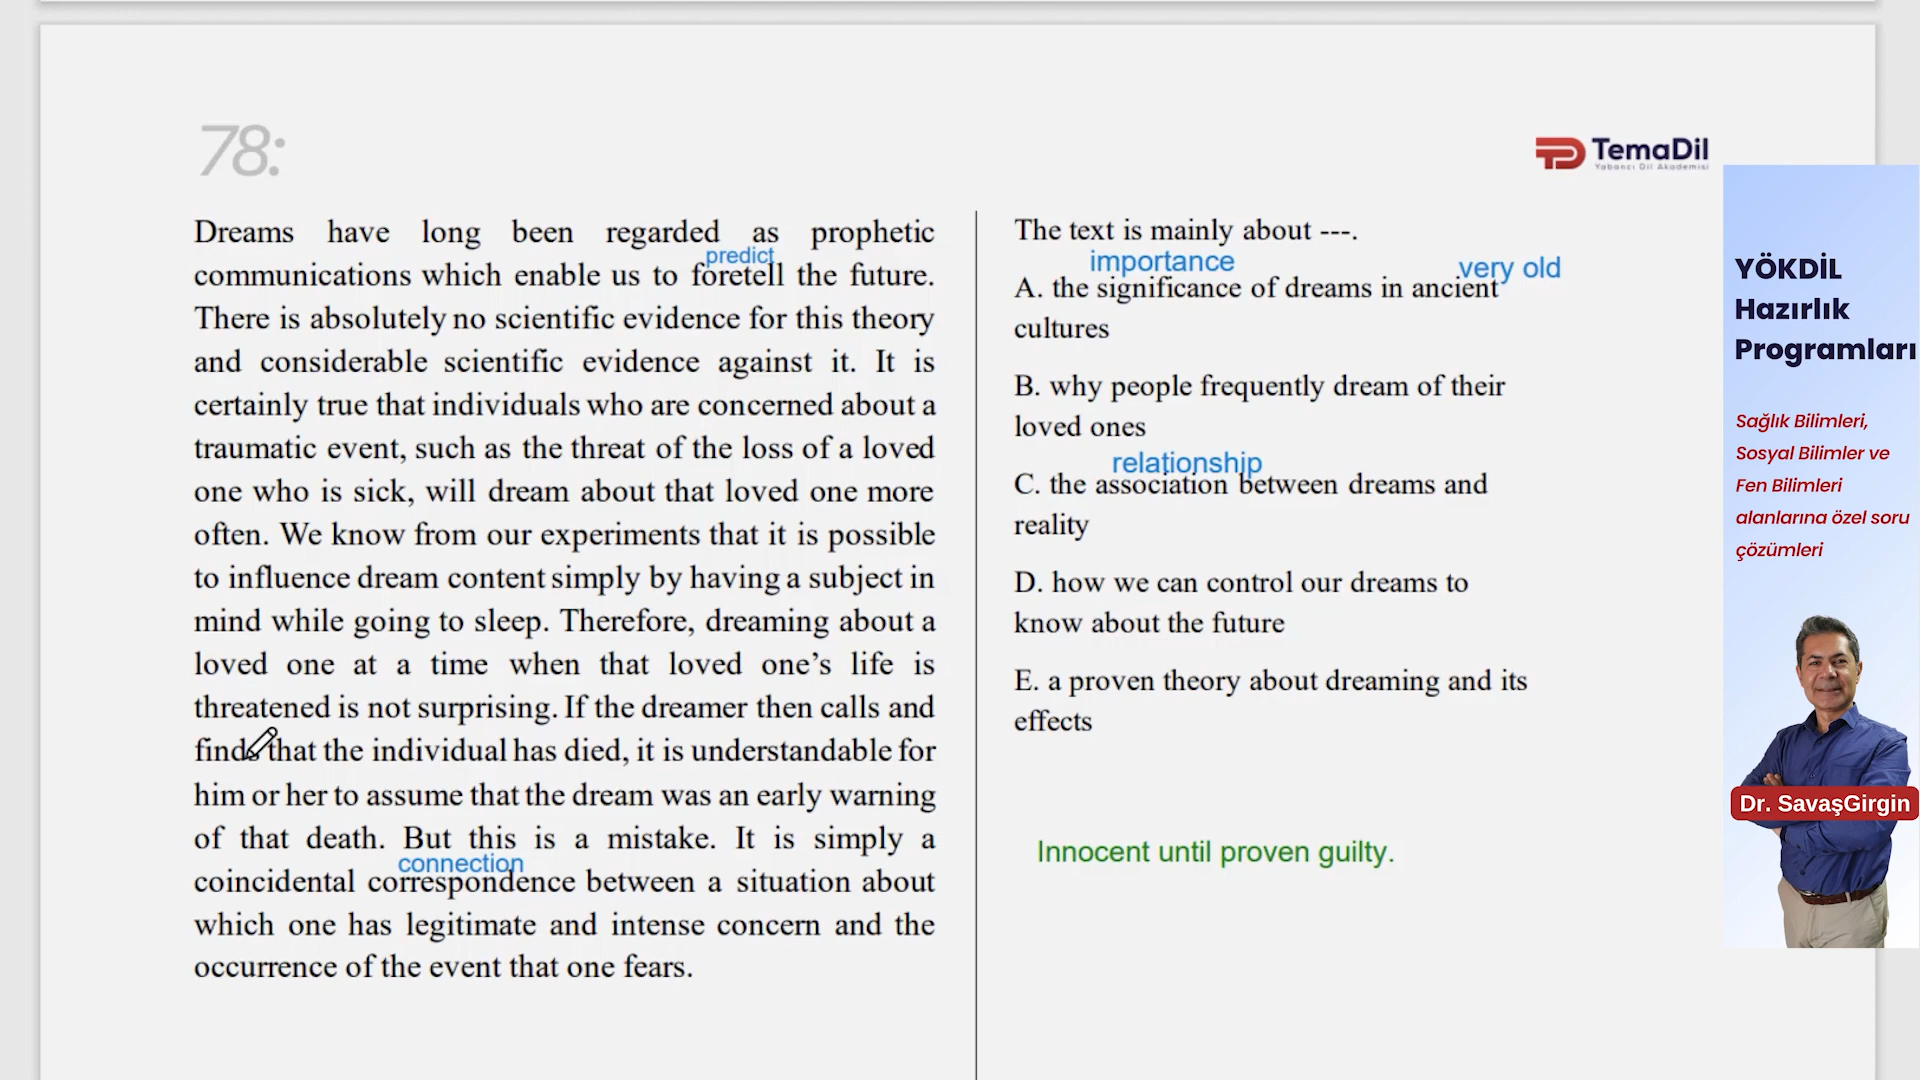 78:
TemaDil
Yabancı Dil Akademisi
Dreams have long been regarded as prophetic
predict
communications which enable us to foretell the future.
There is absolutely no scientific evidence for this theory
and considerable scientific evidence against it. It is
certainly true that individuals who are concerned about a
traumatic event, such as the threat of the loss of a loved
one who is sick, will dream about that loved one more
often. We know from our experiments that it is possible
to influence dream content simply by having a subject in
mind while going to sleep. Therefore, dreaming about a
loved one at a time when that loved one’s life is
threatened is not surprising. If the dreamer then calls and
finds that the individual has died, it is understandable for
him or her to assume that the dream was an early warning
of that death. But this is a mistake. It is simply a
connection
coincidental correspondence between a situation about
which one has legitimate and intense concern and the
occurrence of the event that one fears.
The text is mainly about ---.
importance very old
A. the significance of dreams in ancient
cultures
B. why people frequently dream of their
loved ones
relationship
C. the association between dreams and
reality
D. how we can control our dreams to
know about the future
E. a proven theory about dreaming and its
effects
Innocent until proven guilty.
YÖKDİL
Hazırlık
Programları
Sağlık Bilimleri,
Sosyal Bilimler ve
Fen Bilimleri
alanlarına özel soru
çözümleri
Dr. SavaşGirgin